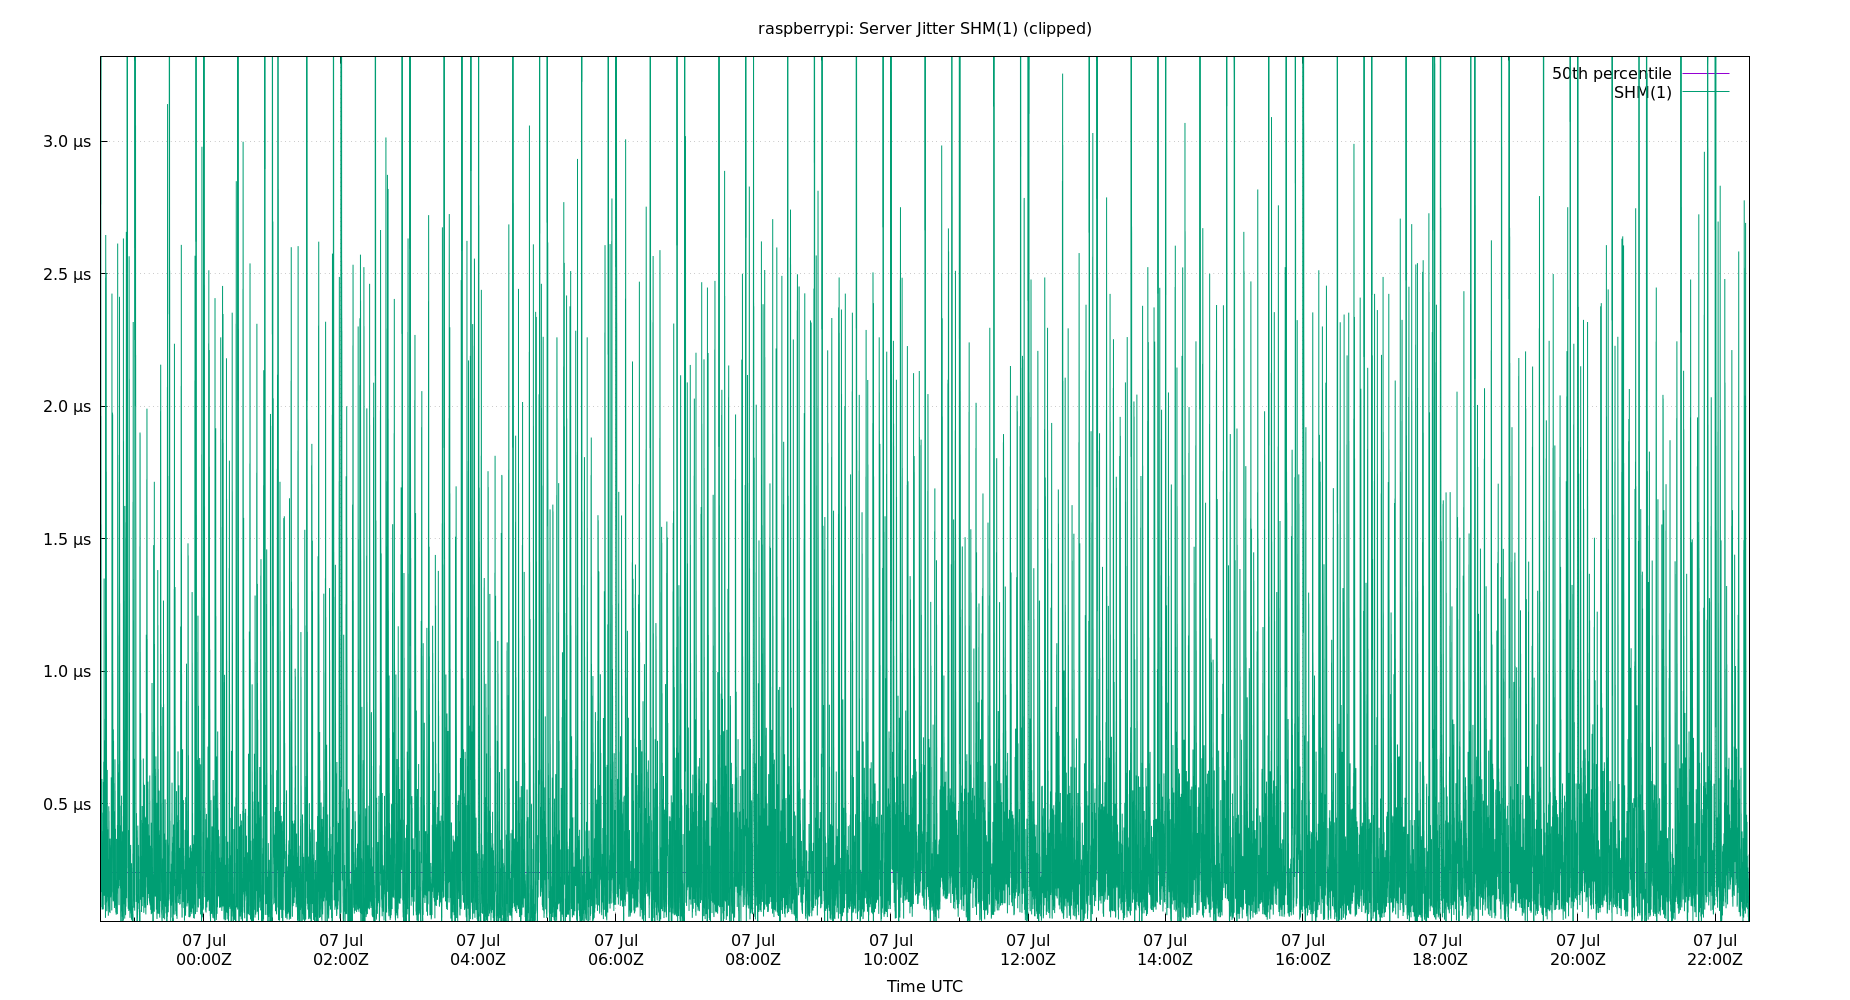 raspberrypi: Server Jitter SHM(1) (clipped)
50th percentile
SHM(1)
3.0 µs
2.5 µs
2.0 µs
1.5 µs
1.0 µs
0.5 µs
07 Jul 07 Jul 07 Jul 07 Jul 07 Jul 07 Jul 07 Jul 07 Jul 07 Jul 07 Jul 07 Jul 07 Jul
00:00Z 02:00Z 04:00Z 06:00Z 08:00Z 10:00Z 12:00Z 14:00Z 16:00Z 18:00Z 20:00Z 22:00Z
Time UTC